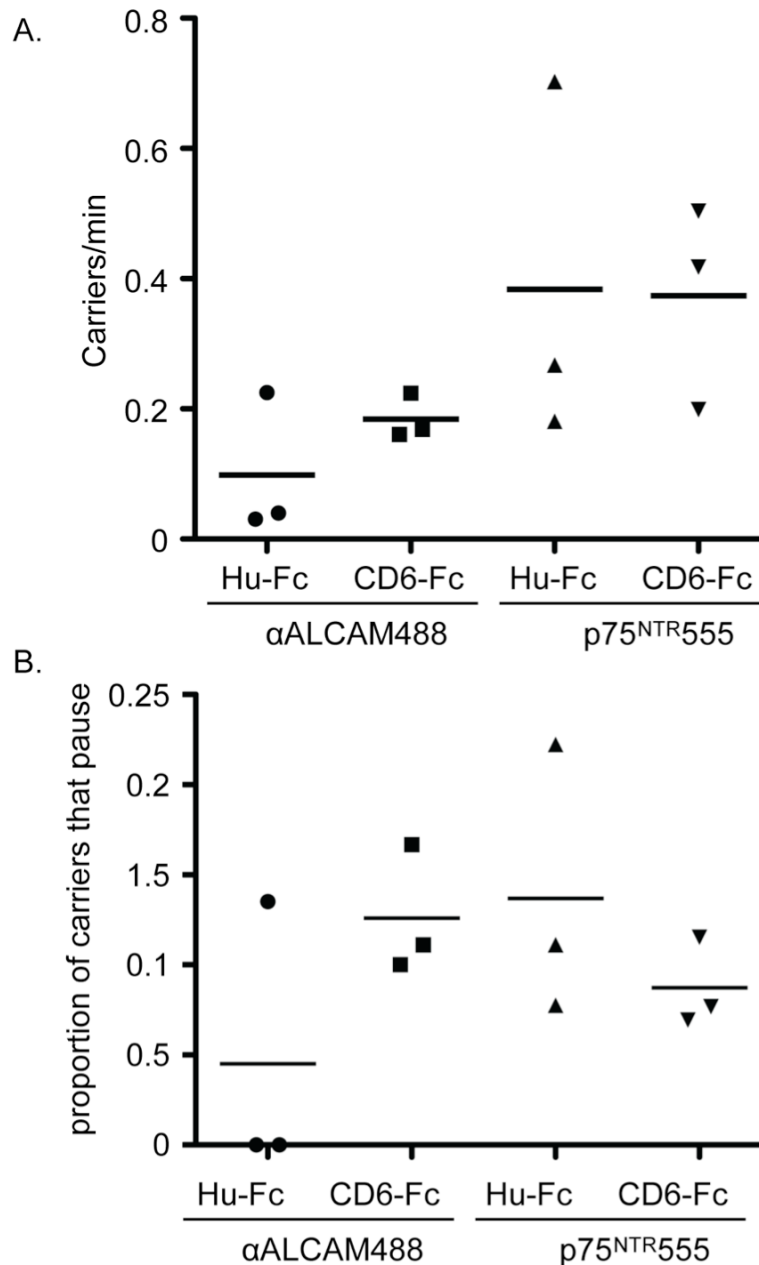 A.
0.8
0.6
0.4
0.2
0
Carriers/min
Hu-Fc CD6-Fc Hu-Fc CD6-Fc
αALCAM488 p75NTR555
B.
0.25
0.2
1.5
0.1
0.5
0
proportion of carriers that pause
Hu-Fc CD6-Fc Hu-Fc CD6-Fc
αALCAM488 p75NTR555